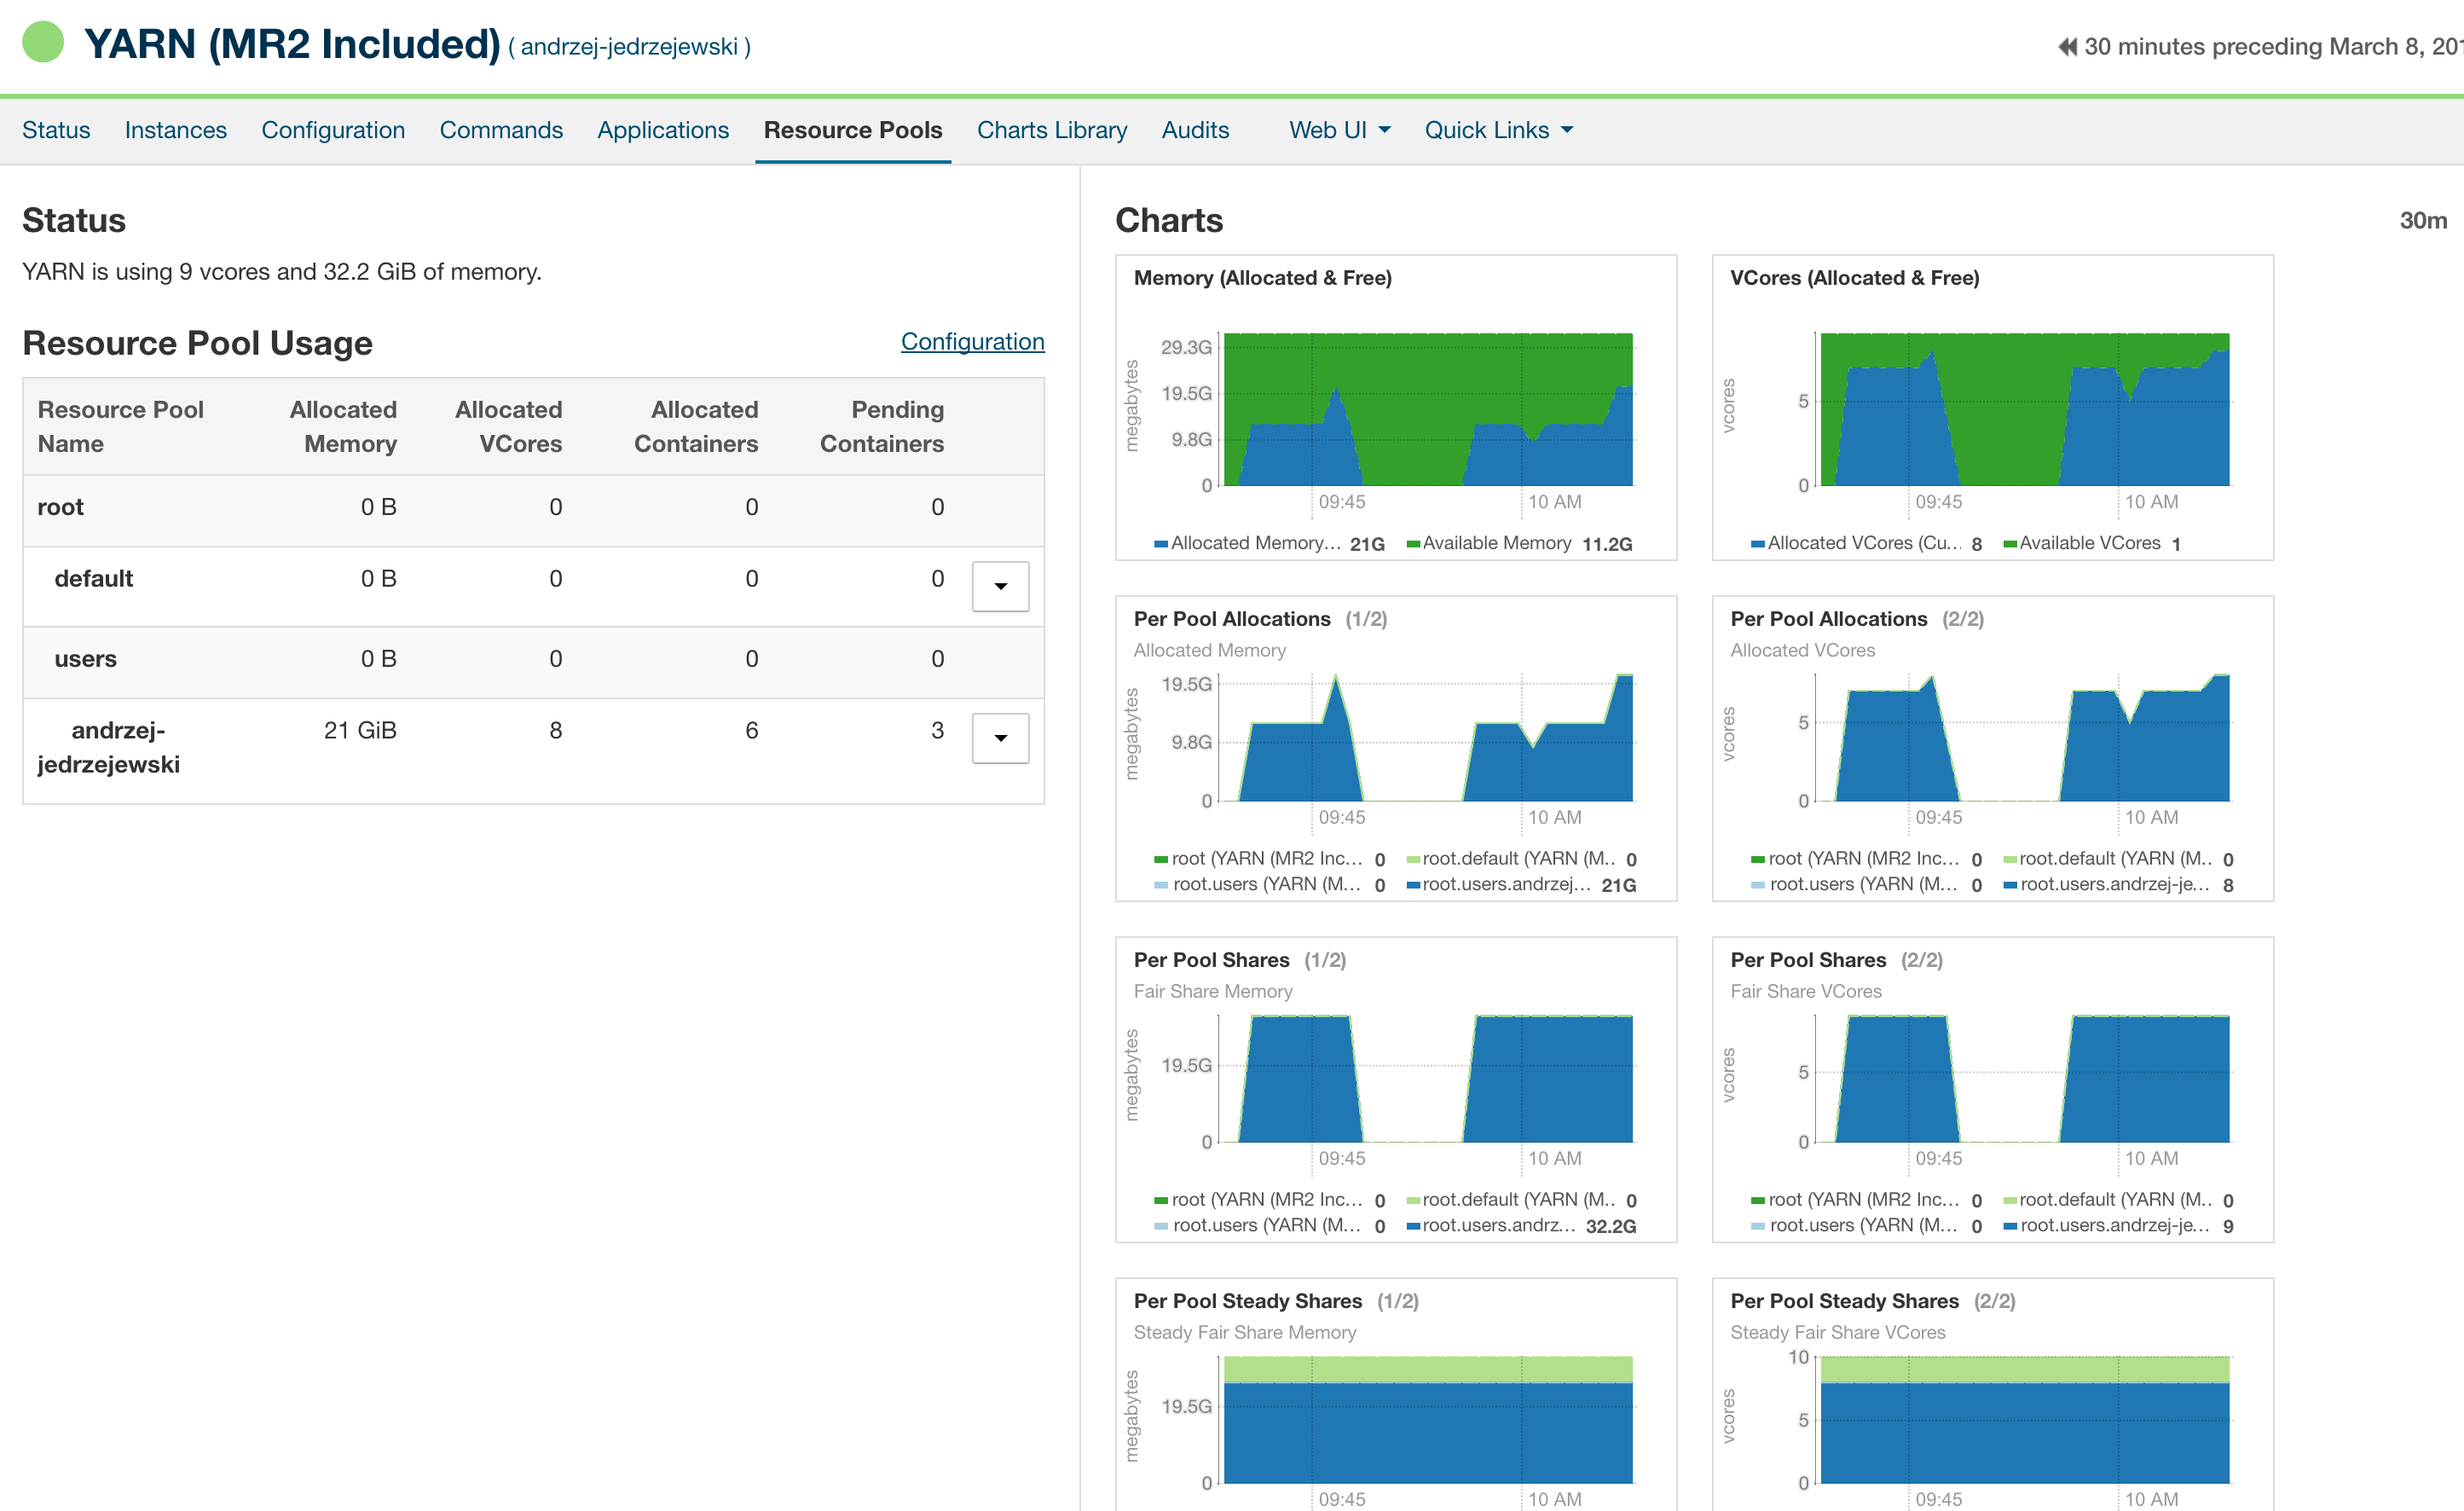 YARN (MR2 Included) ( andrzej-jedrzejewski )
30 minutes preceding March 8, 201
Status Instances Configuration Commands Applications Resource Pools Charts Library Audits Web UI Quick Links
Status
YARN is using 9 vcores and 32.2 GiB of memory.
Resource Pool Usage Configuration
Resource Pool Allocated Allocated Allocated Pending
Name Memory VCores Containers Containers
root 0 B 0 0 0
default 0 B 0 0 0
users 0 B 0 0 0
andrzej- 21 GiB 8 6 3
jedrzejewski
Charts 30m
Memory (Allocated & Free)
megabytes
29.3G
19.5G
9.8G
0
09:45 10 AM
Allocated Memory... 21G Available Memory 11.2G
VCores (Allocated & Free)
vcores
5
0
09:45 10 AM
Allocated VCores (Cu... 8 Available VCores 1
Per Pool Allocations (1/2)
Allocated Memory
megabytes
19.5G
9.8G
0
09:45 10 AM
root (YARN (MR2 Inc... 0 root.default (YARN (M.. 0
root.users (YARN (M... 0 root.users.andrzej... 21G
Per Pool Allocations (2/2)
Allocated VCores
vcores
5
0
09:45 10 AM
root (YARN (MR2 Inc... 0 root.default (YARN (M.. 0
root.users (YARN (M... 0 root.users.andrzej-je... 8
Per Pool Shares (1/2)
Fair Share Memory
megabytes
19.5G
0
09:45 10 AM
root (YARN (MR2 Inc... 0 root.default (YARN (M.. 0
root.users (YARN (M... 0 root.users.andrz... 32.2G
Per Pool Shares (2/2)
Fair Share VCores
vcores
5
0
09:45 10 AM
root (YARN (MR2 Inc... 0 root.default (YARN (M.. 0
root.users (YARN (M... 0 root.users.andrzej-je... 9
Per Pool Steady Shares (1/2)
Steady Fair Share Memory
megabytes
19.5G
0
09:45 10 AM
Per Pool Steady Shares (2/2)
Steady Fair Share VCores
vcores
10
5
0
09:45 10 AM